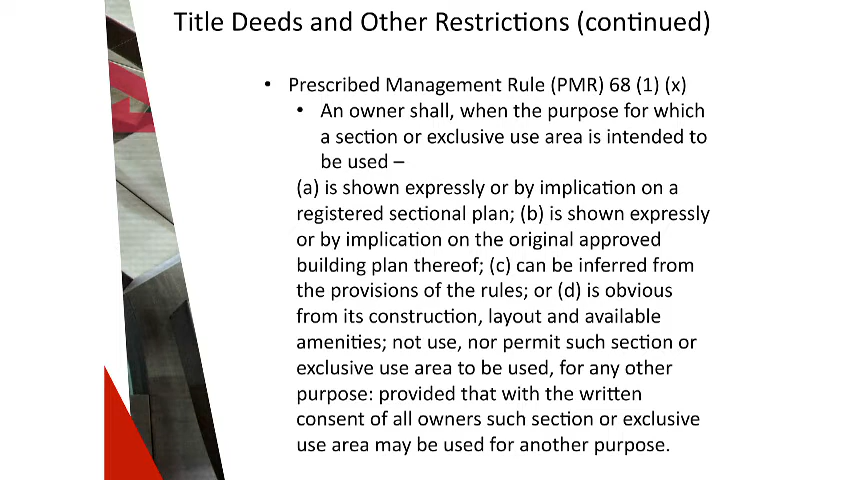 Title Deeds and Other Restrictions (continued)
• Prescribed Management Rule (PMR) 68 (1) (x)
• An owner shall, when the purpose for which
a section or exclusive use area is intended to
be used –
(a) is shown expressly or by implication on a
registered sectional plan; (b) is shown expressly
or by implication on the original approved
building plan thereof; (c) can be inferred from
the provisions of the rules; or (d) is obvious
from its construction, layout and available
amenities; not use, nor permit such section or
exclusive use area to be used, for any other
purpose: provided that with the written
consent of all owners such section or exclusive
use area may be used for another purpose.